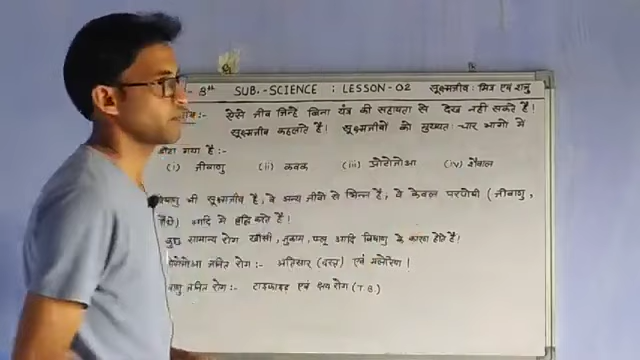 8th SUB.-SCIENCE : LESSON-02 सूक्ष्मजीव : मित्र एवं शत्रु
:- ऐसे जीव जिन्हे बिना यंत्र की सहायता से देख नही सकते है!
सूक्ष्मजीव कहलाते है! सूक्ष्मजीवो को मुख्यतः चार भागो मे
बाँटा गया है :-
(i) जीवाणु (ii) कवक (iii) प्रोटोजोआ (iv) शैवाल
भी सूक्ष्मजीव है, वे अन्य जीवो से भिन्न है, वे केवल परपोषी (जीवाणु,
आदि मे वृद्धि करते है!
कुछ सामान्य रोग खाँसी, जुकाम, फ्लू आदि विषाणु के कारण होते है!
जनित रोग :- अतिसार (दस्त) एवं मलेरिया!
जनित रोग :- टाइफाइड एवं क्षय रोग (T.B.)